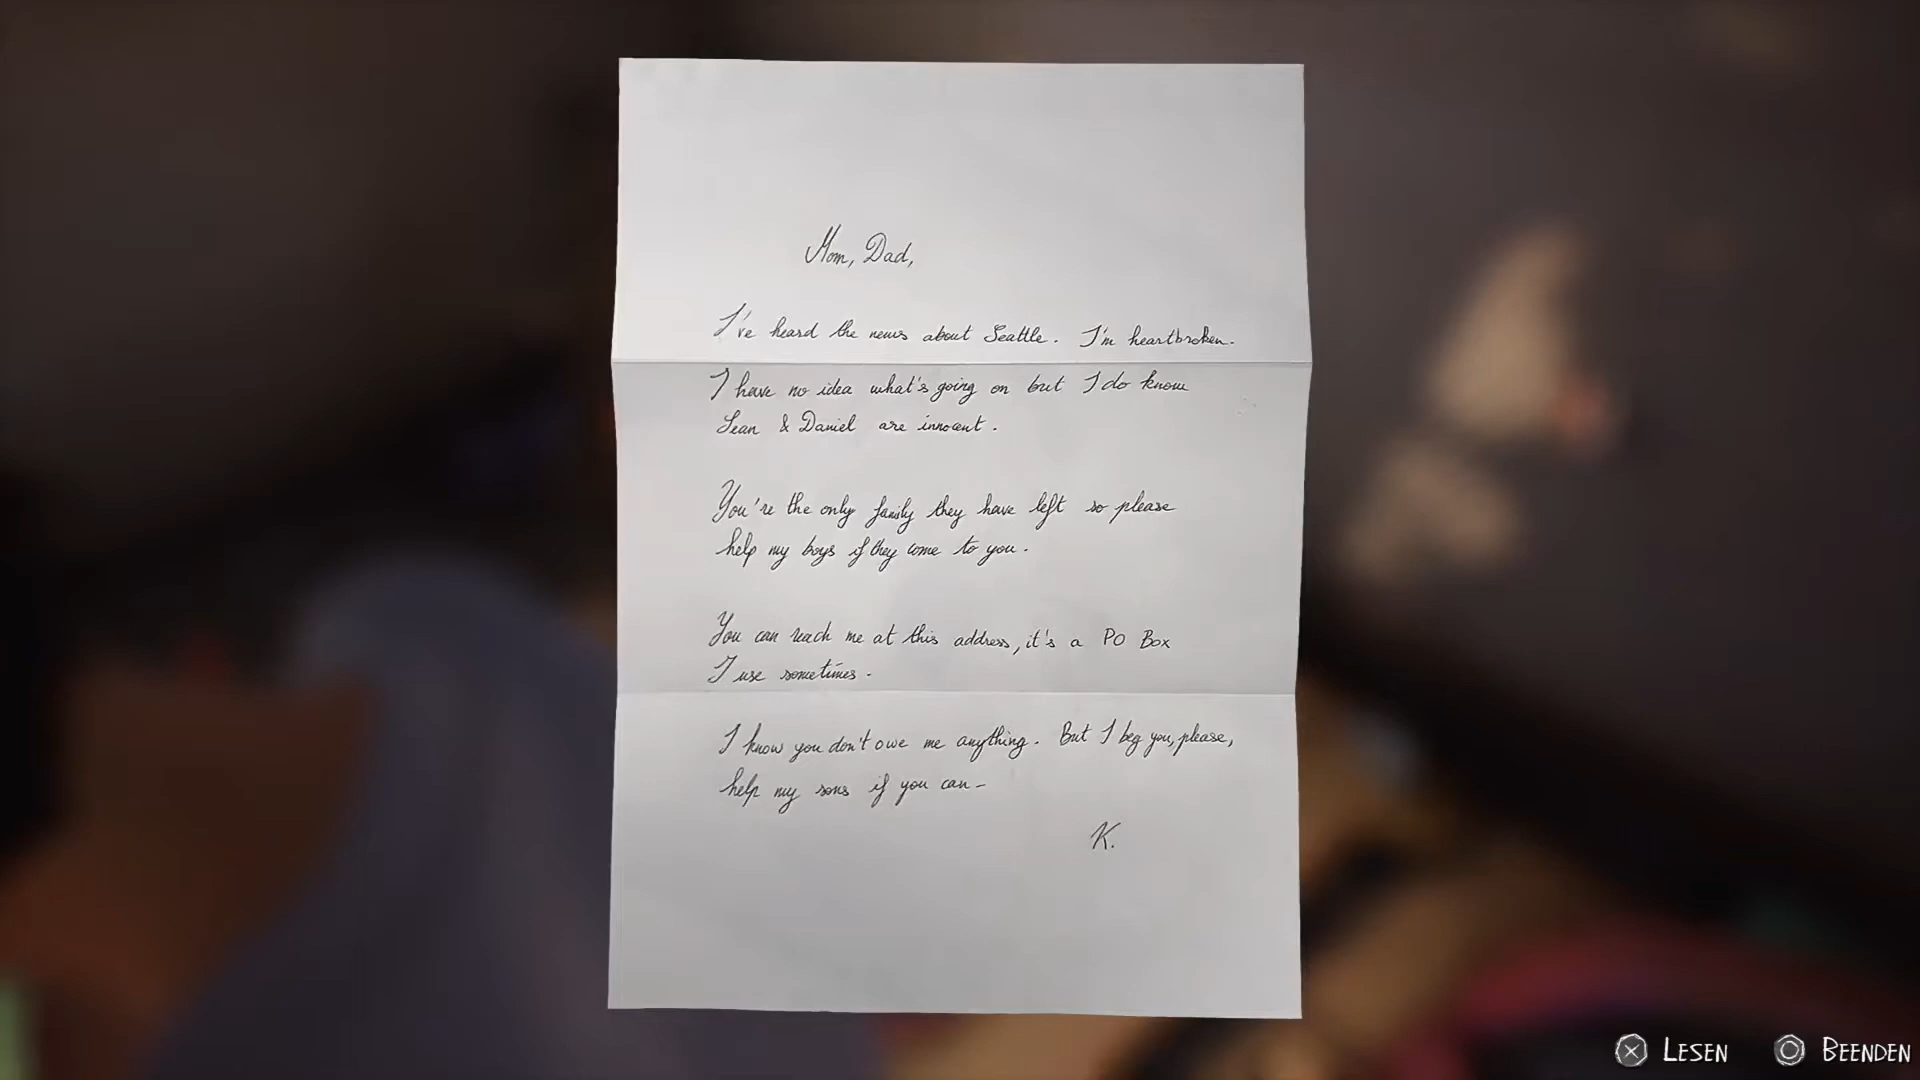 Mom, Dad,
I've heard the news about Seattle. I'm heartbroken.
I have no idea what's going on but I do know
Sean & Daniel are innocent.
You're the only family they have left so please
help my boys if they come to you.
You can reach me at this address, it's a PO Box
I use sometimes.
I know you don't owe me anything. But I beg you, please,
help my sons if you can-
K.
LESEN BEENDEN